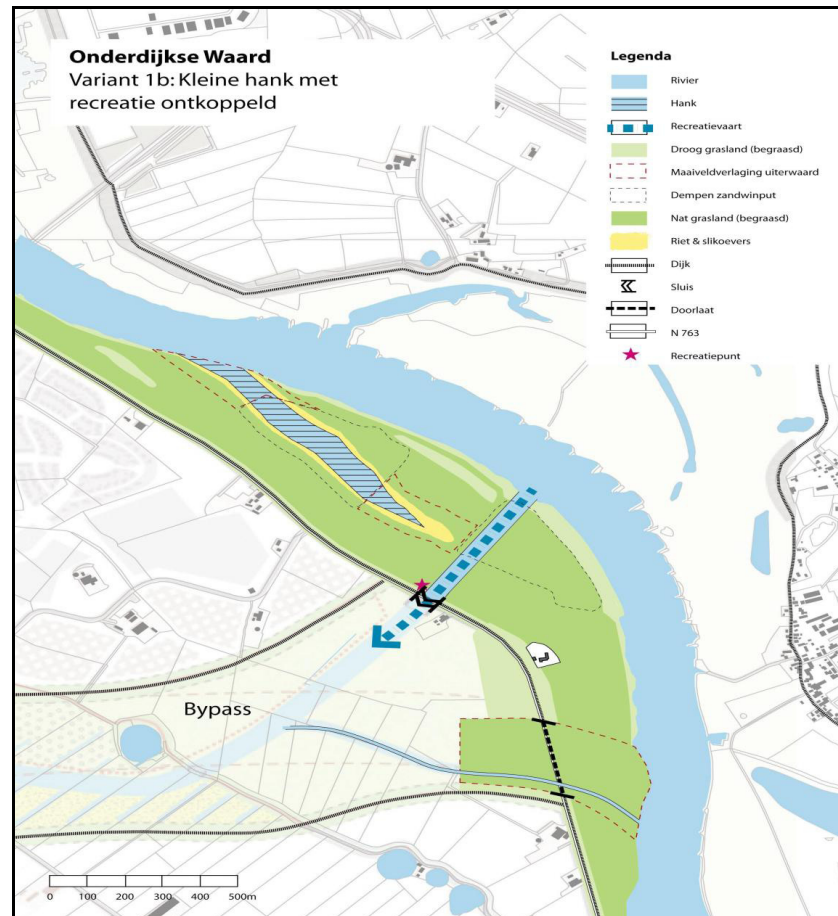 Onderdijkse Waard
Variant 1b: Kleine hank met
recreatie ontkoppeld
Legenda
Rivier
Hank
Recreatievaart
Droog grasland (begraasd)
Maaiveldverlaging uiterwaard
Dempen zandwinput
Nat grasland (begraasd)
Riet & slikoevers
Dijk
Sluis
Doorlaat
N 763
Recreatiepunt
Bypass
0 100 200 300 400 500m